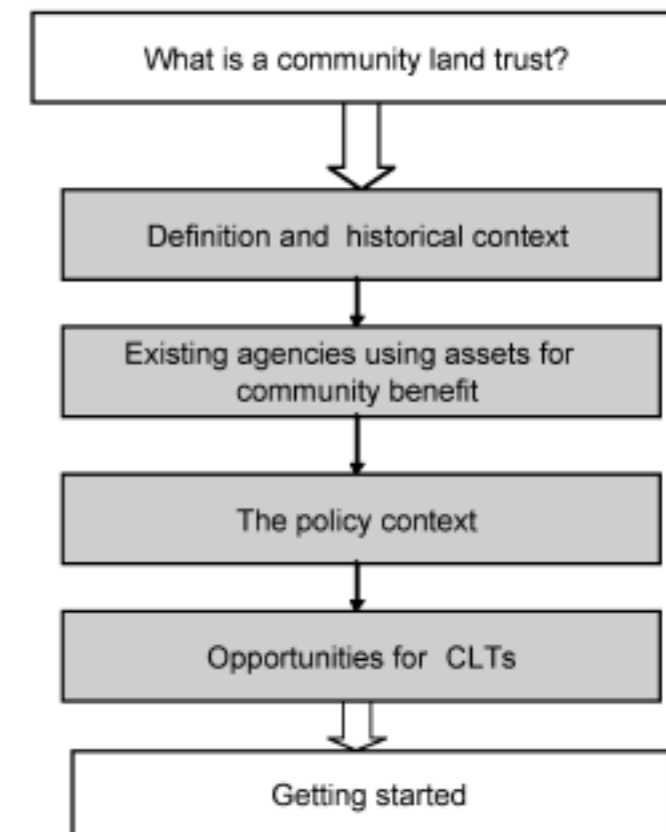 What is a community land trust?
Definition and historical context
Existing agencies using assets for
community benefit
The policy context
Opportunities for CLTs
Getting started